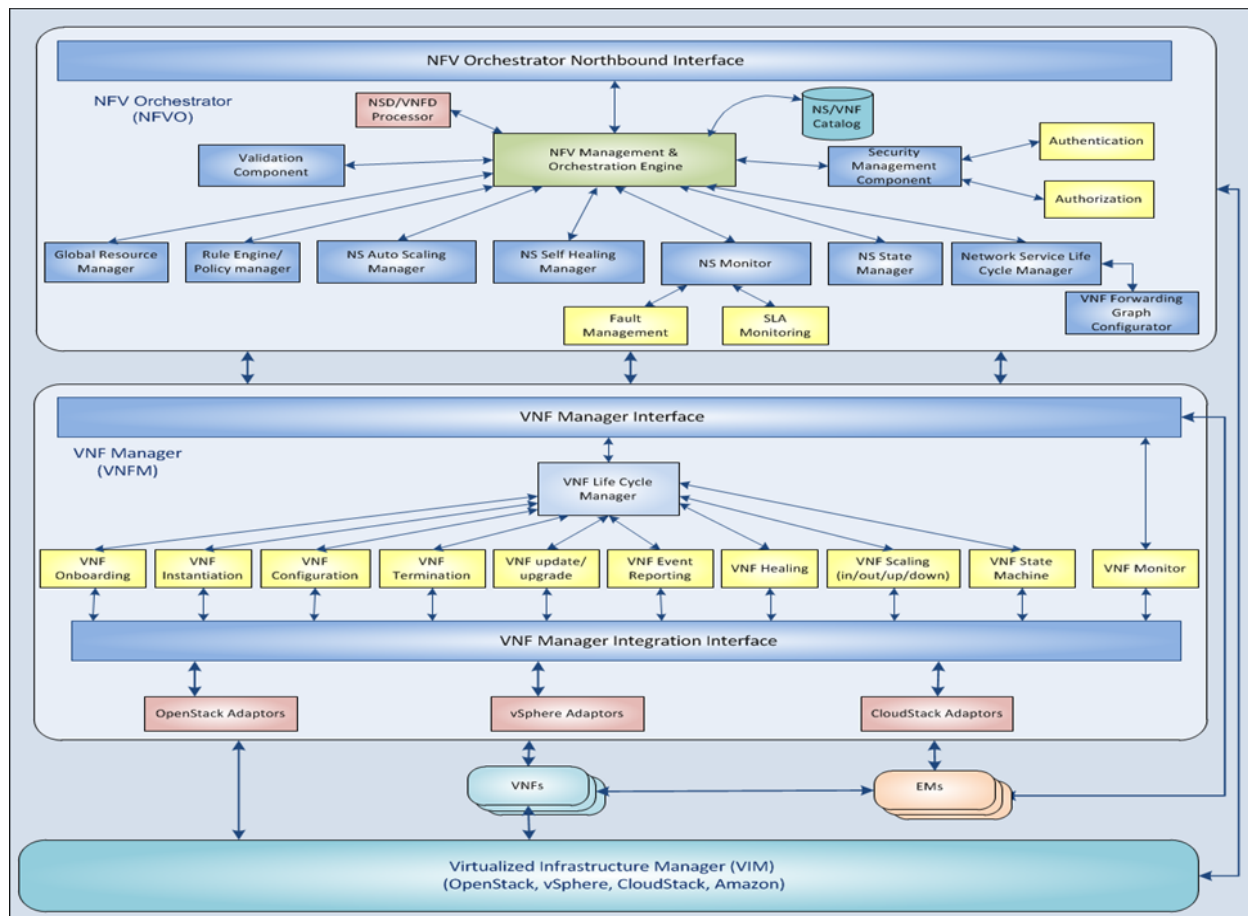 NFV Orchestrator Northbound Interface
NFV Orchestrator
(NFVO)
NSD/VNFD
Processor
NS/VNF
Catalog
Validation
Component
NFV Management &
Orchestration Engine
Security
Management
Component
Authentication
Authorization
Global Resource
Manager
Rule Engine/
Policy manager
NS Auto Scaling
Manager
NS Self Healing
Manager
NS Monitor
NS State
Manager
Network Service Life
Cycle Manager
Fault
Management
SLA
Monitoring
VNF Forwarding
Graph
Configurator
VNF Manager Interface
VNF Manager
(VNFM)
VNF Life Cycle
Manager
VNF
Onboarding
VNF
Instantiation
VNF
Configuration
VNF
Termination
VNF update/
upgrade
VNF Event
Reporting
VNF Healing
VNF Scaling
(in/out/up/down)
VNF State
Machine
VNF Monitor
VNF Manager Integration Interface
OpenStack Adaptors
vSphere Adaptors
CloudStack Adaptors
VNFs
EMs
Virtualized Infrastructure Manager (VIM)
(OpenStack, vSphere, CloudStack, Amazon)